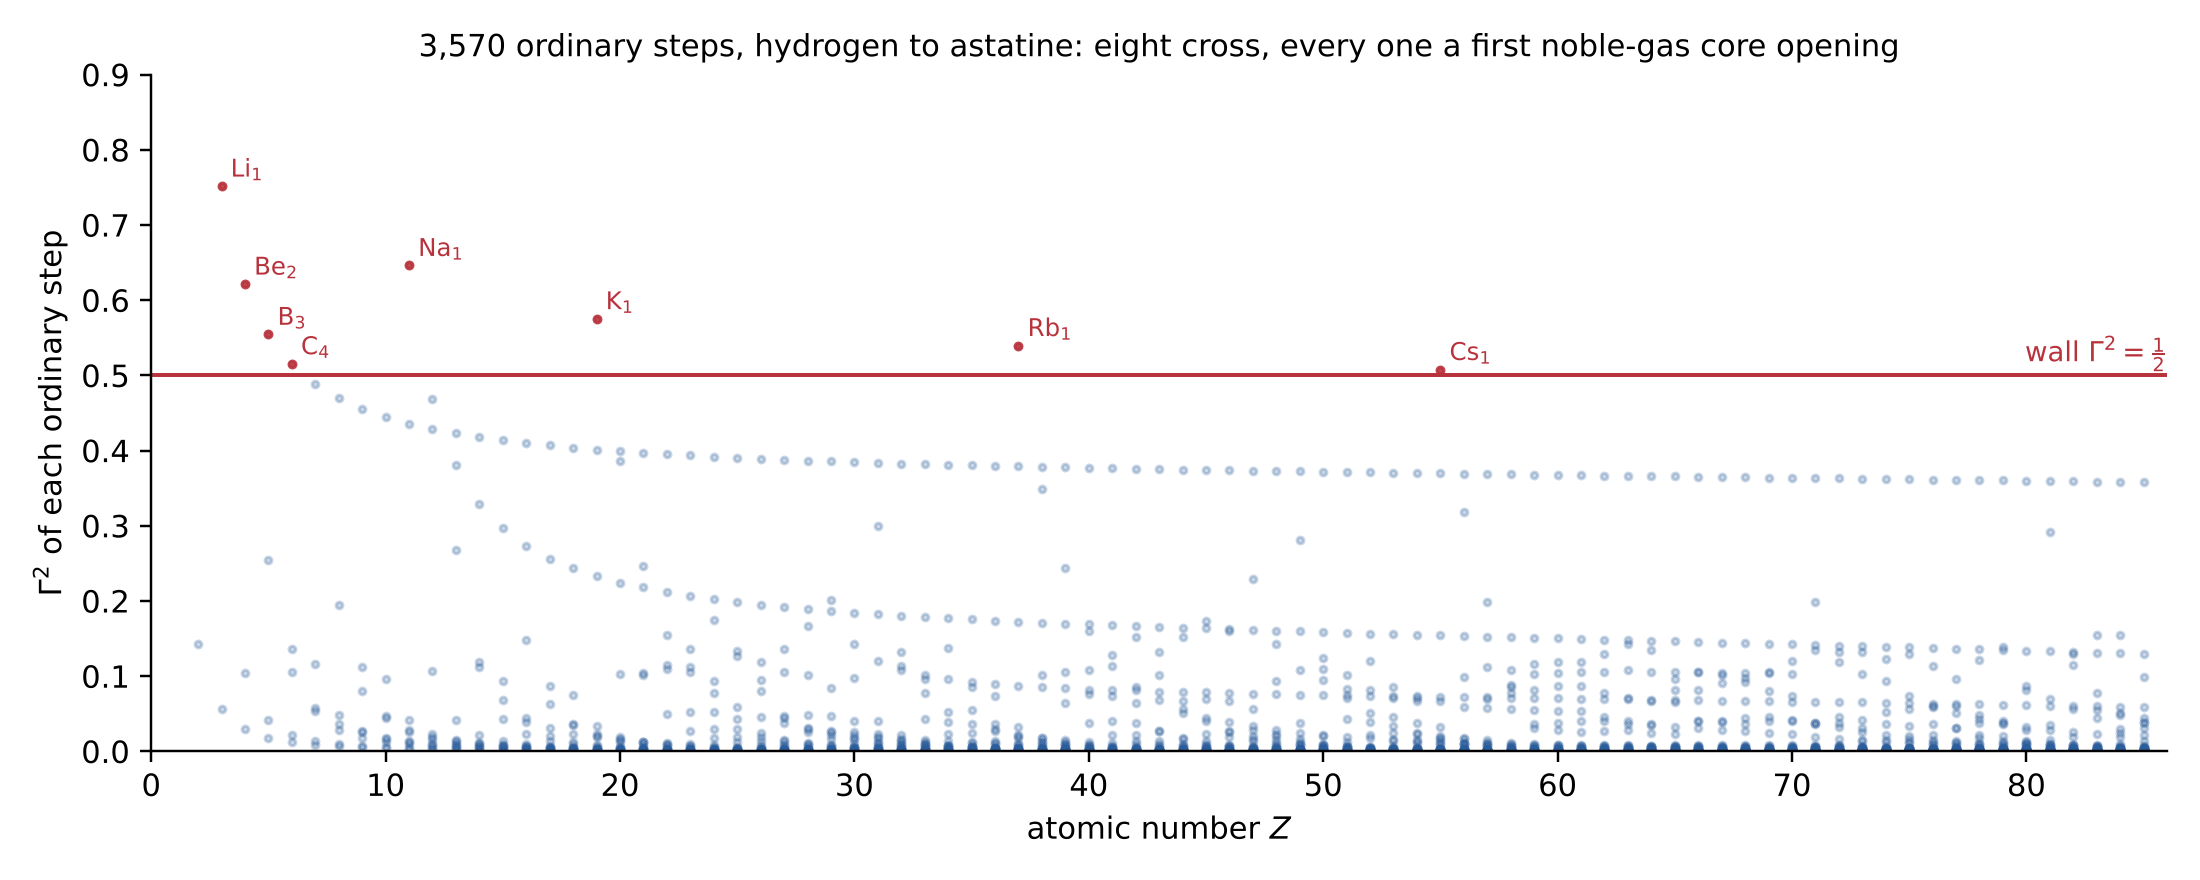 3,570 ordinary steps, hydrogen to astatine: eight cross, every one a first noble-gas core opening
Γ² of each ordinary step
0.9
0.8
0.7
0.6
0.5
0.4
0.3
0.2
0.1
0.0
Li₁
Be₂
B₃
C₄
Na₁
K₁
Rb₁
Cs₁
wall Γ² = ½
0 10 20 30 40 50 60 70 80
atomic number Z